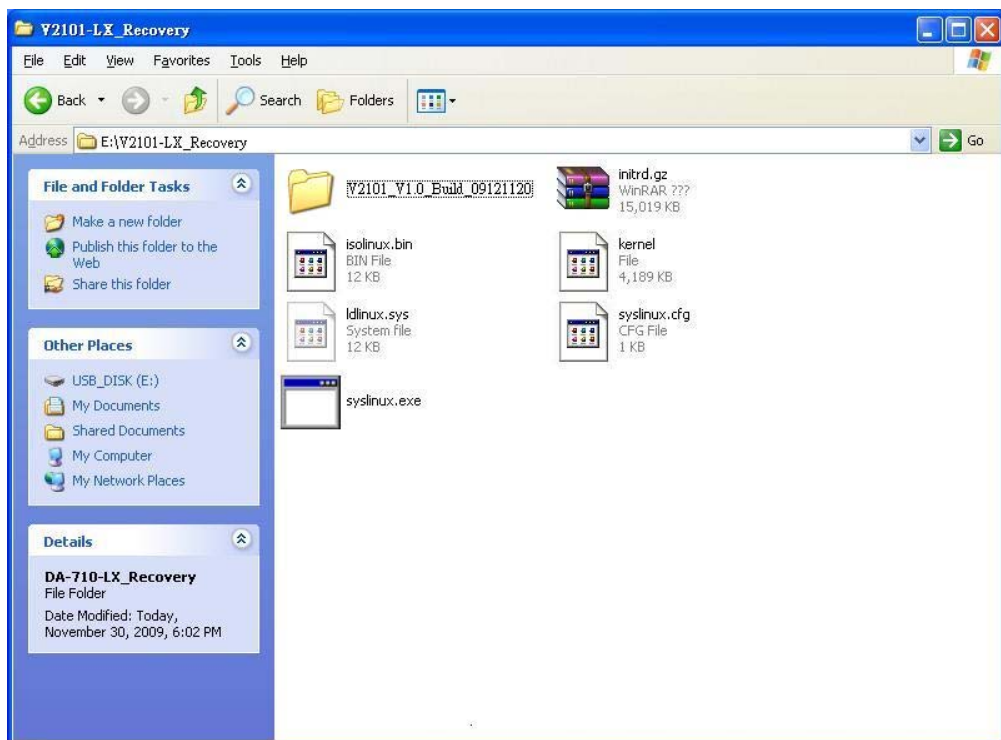 V2101-LX_Recovery
File Edit View Favorites Tools Help
Back Search Folders
Address E:\V2101-LX_Recovery Go
File and Folder Tasks
Make a new folder
Publish this folder to the
Web
Share this folder
Other Places
USB_DISK (E:)
My Documents
Shared Documents
My Computer
My Network Places
Details
DA-710-LX_Recovery
File Folder
Date Modified: Today,
November 30, 2009, 6:02 PM
V2101_V1.0_Build_09121120
initrd.gz
WinRAR ???
15,019 KB
isolinux.bin
BIN File
12 KB
kernel
File
4,189 KB
ldlinux.sys
System file
12 KB
syslinux.cfg
CFG File
1 KB
syslinux.exe